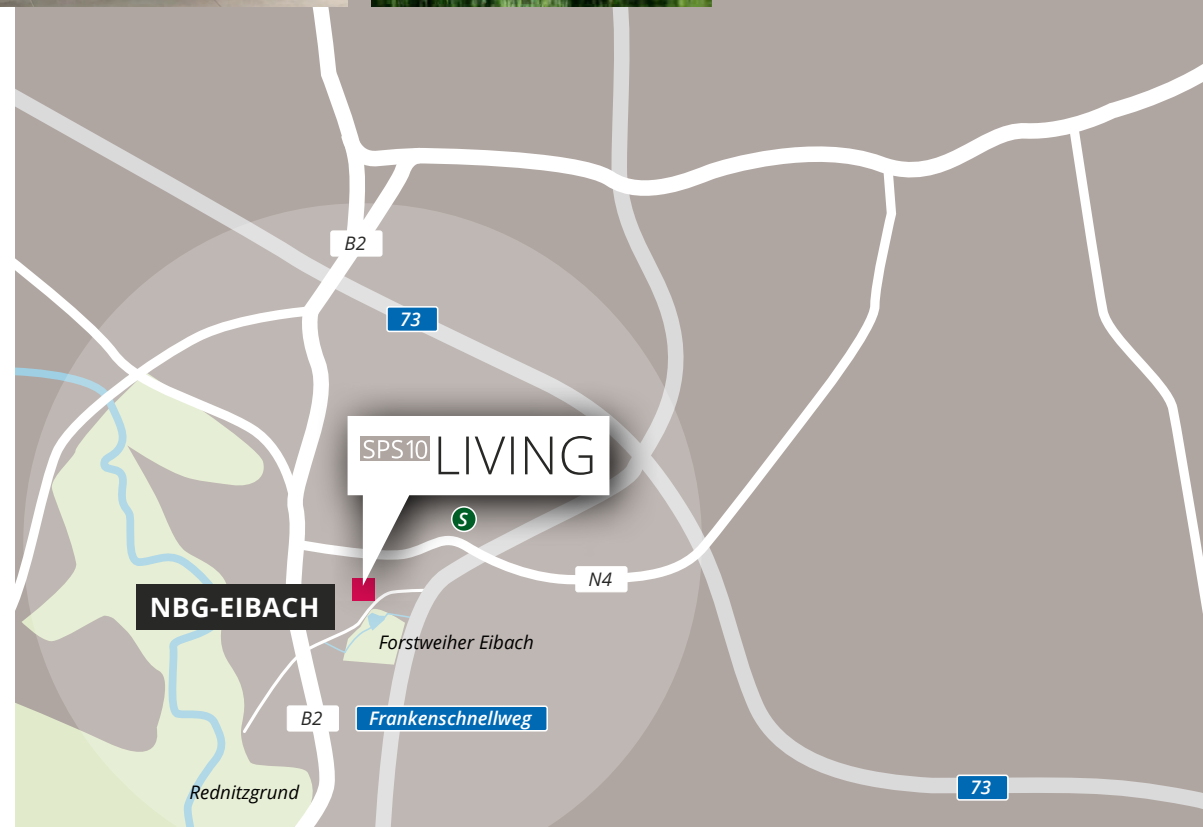 B2
73
SPS10 LIVING
S
N4
NBG-EIBACH
Forstweiher Eibach
B2
Frankenschnellweg
Rednitzgrund
73